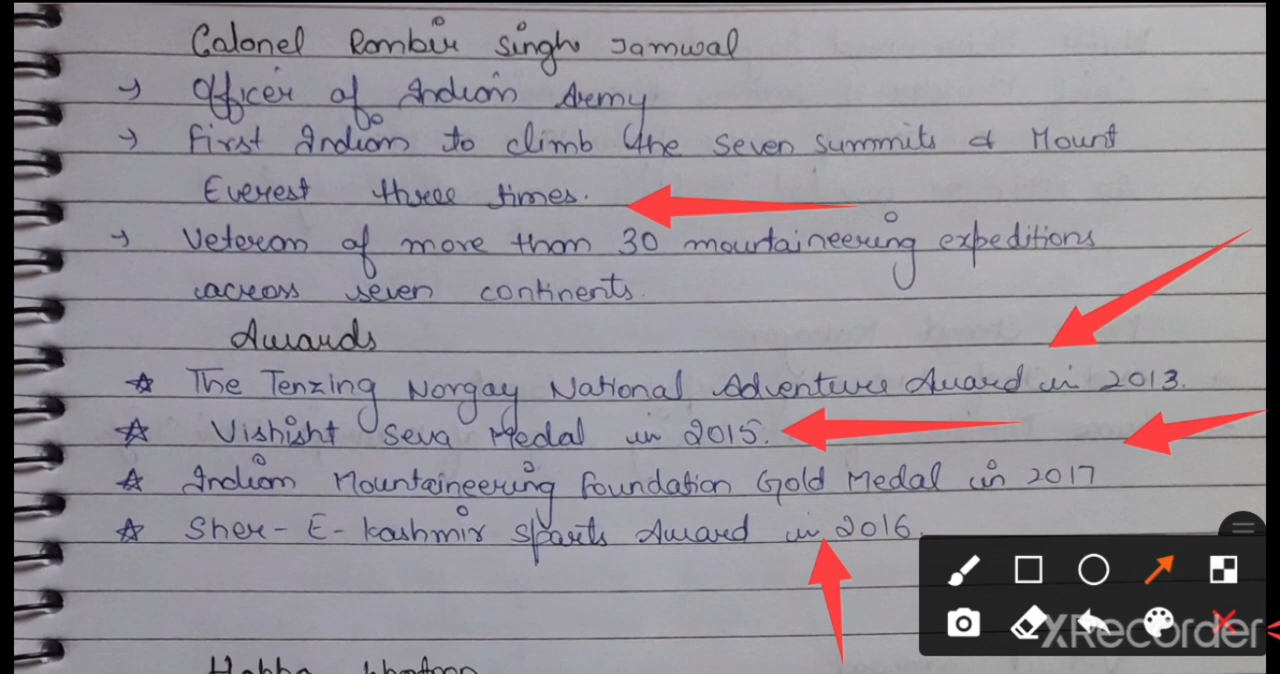 Colonel Ranbir Singh Jamwal
→ Officer of Indian Army
→ First Indian to climb the seven summits & Mount
Everest three times.
→ Veteran of more than 30 mountaineering expeditions
across seven continents.
Awards
☆ The Tenzing Norgay National Adventure Award in 2013.
☆ Vishisht Seva Medal in 2015.
☆ Indian Mountaineering Foundation Gold Medal in 2017
☆ Sher-E-Kashmir Sports Award in 2016.
XRecorder